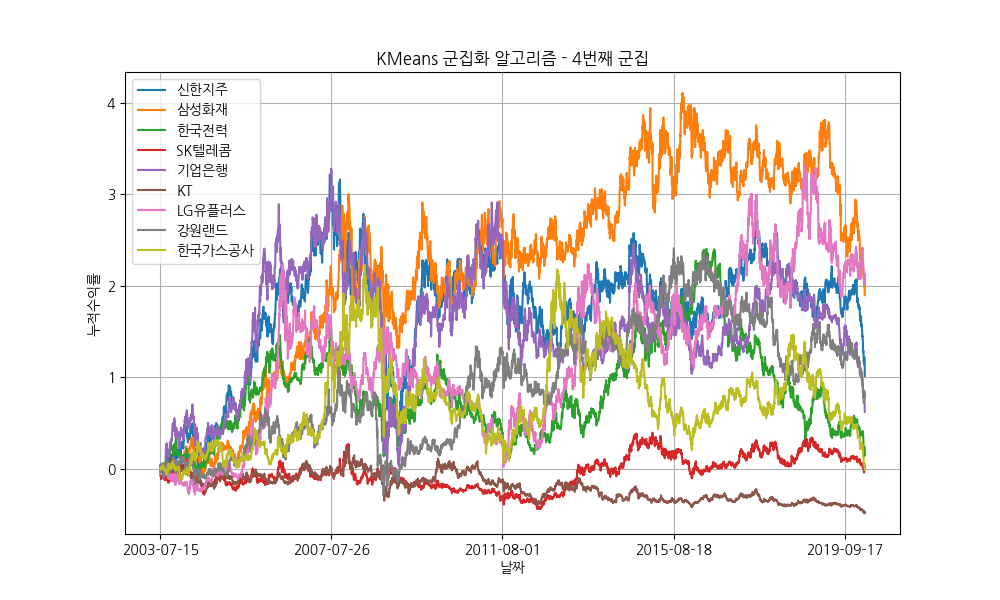 KMeans 군집화 알고리즘 - 4번째 군집
신한지주
삼성화재
한국전력
SK텔레콤
기업은행
KT
LG유플러스
강원랜드
한국가스공사
누적수익률
4
3
2
1
0
2003-07-15
2007-07-26
2011-08-01
2015-08-18
2019-09-17
날짜